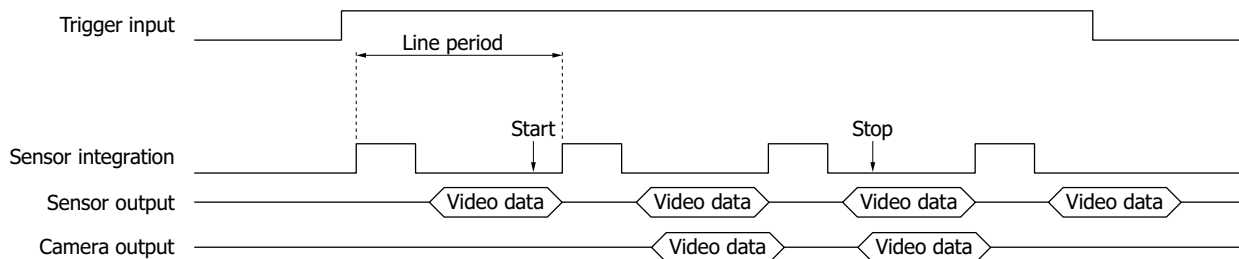 Trigger input
Line period
Start
Stop
Sensor integration
Sensor output
Video data
Video data
Video data
Video data
Camera output
Video data
Video data